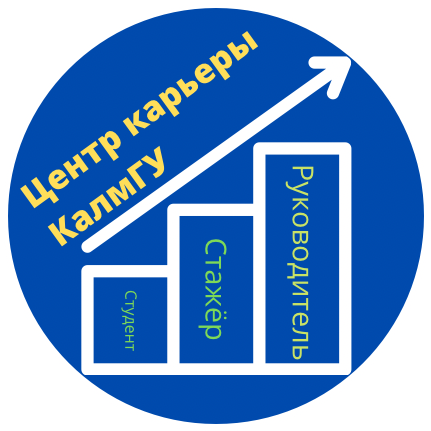 Центр карьеры
КалмГУ
Студент
Стажёр
Руководитель